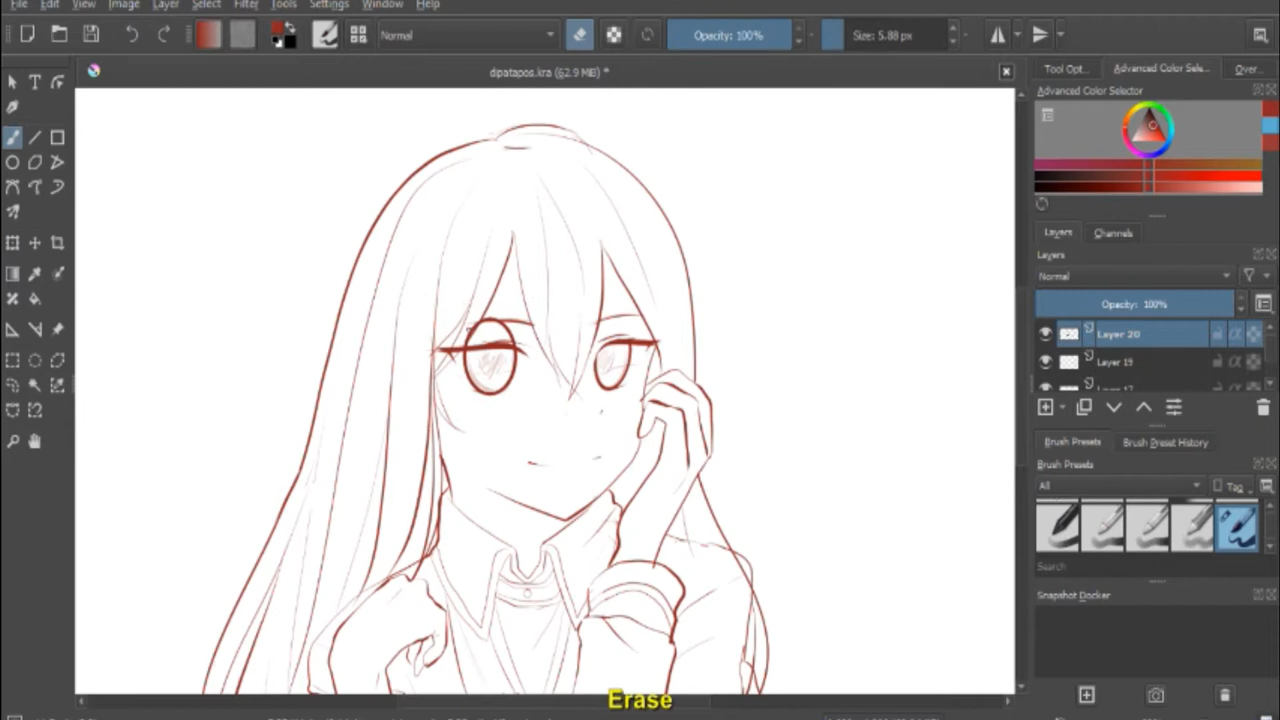 File Edit View Image Layer Select Filter Tools Settings Window Help
Normal Opacity: 100% Size: 5.88 px
dipatapos.kra (62.9 MiB) *
Tool Opt... Advanced Color Sele... Over...
Advanced Color Selector
Layers Channels
Layers
Normal
Opacity: 100%
Layer 20
Layer 19
Brush Presets Brush Preset History
Brush Presets
All Tag
Search
Snapshot Docker
Erase